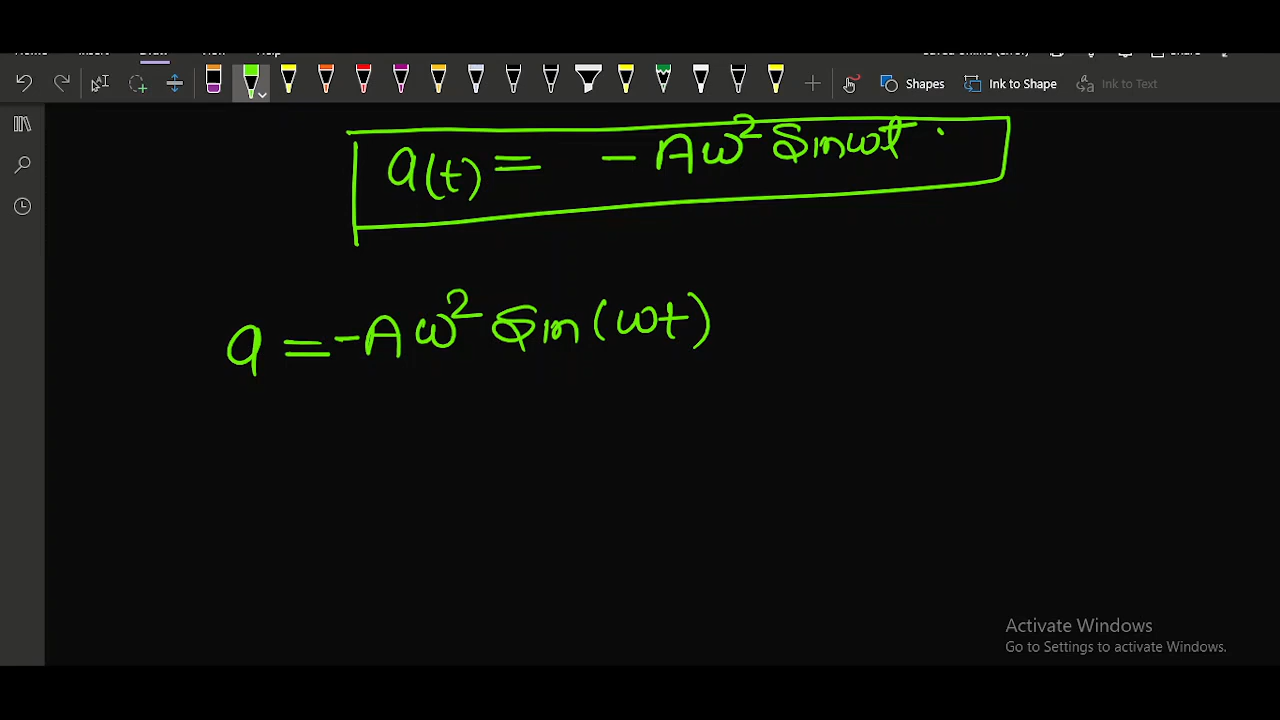 Shapes Ink to Shape Ink to Text
a(t) = - Aω² Sinωt .
a = -Aω² Sin(ωt)
Activate Windows
Go to Settings to activate Windows.